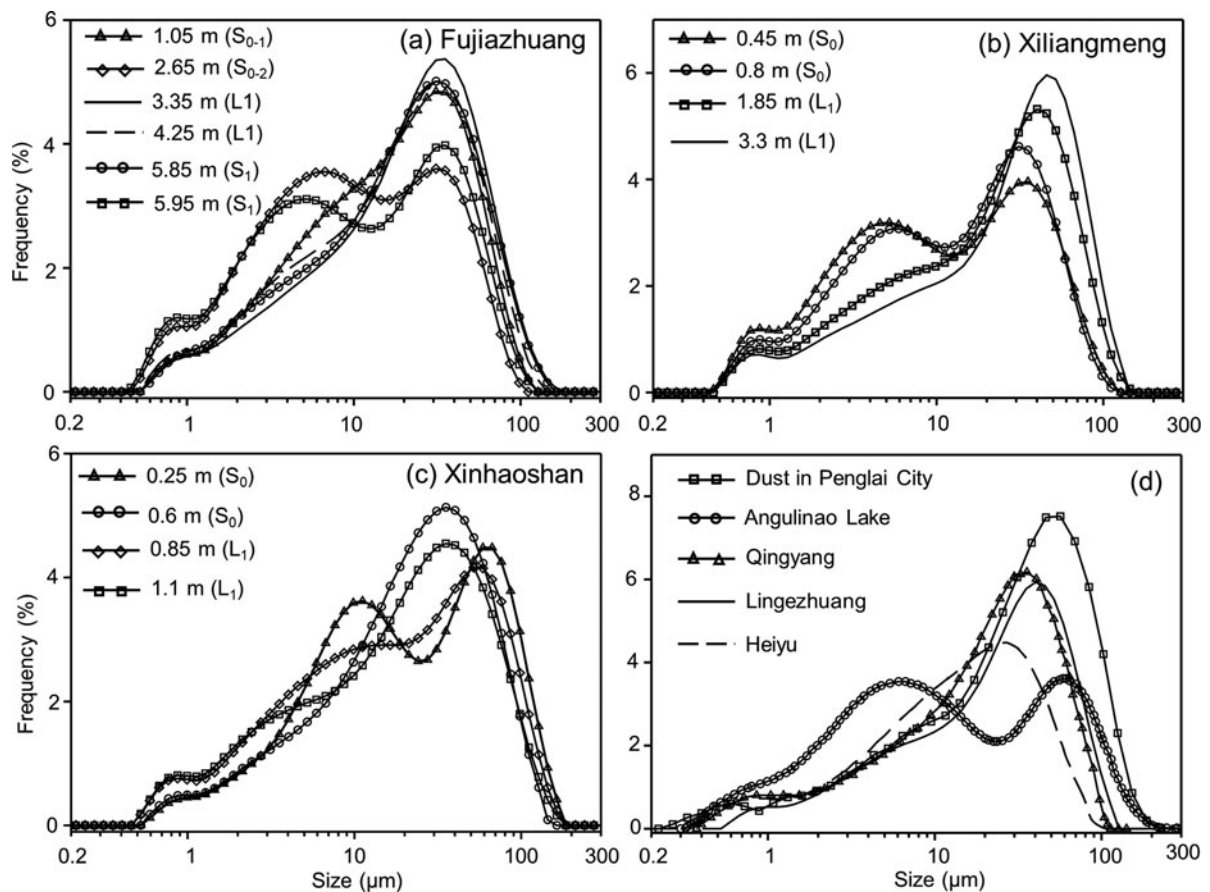 (a) Fujiazhuang
1.05 m (S0-1)
2.65 m (S0-2)
3.35 m (L1)
4.25 m (L1)
5.85 m (S1)
5.95 m (S1)
Frequency (%)
6
4
2
0
0.2
1
10
100
300
(b) Xiliangmeng
0.45 m (S0)
0.8 m (S0)
1.85 m (L1)
3.3 m (L1)
6
4
2
0
0.2
1
10
100
300
(c) Xinhaoshan
0.25 m (S0)
0.6 m (S0)
0.85 m (L1)
1.1 m (L1)
Frequency (%)
6
4
2
0
0.2
1
10
100
300
Size (µm)
(d)
Dust in Penglai City
Angulinao Lake
Qingyang
Lingezhuang
Heiyu
8
6
4
2
0
0.2
1
10
100
300
Size (µm)